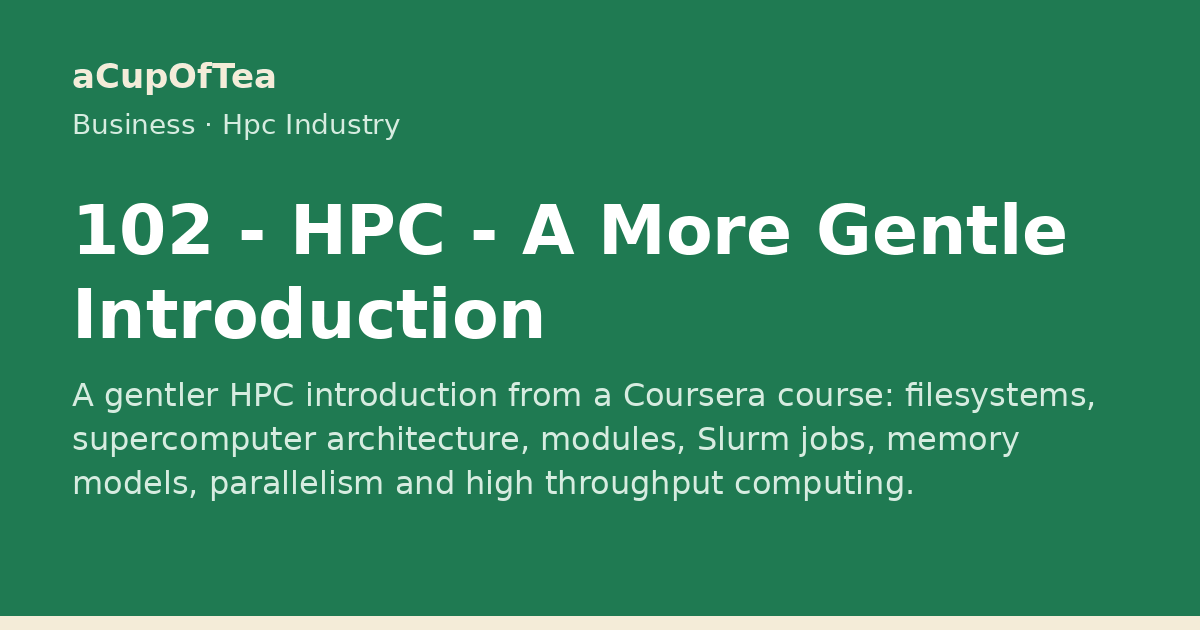 aCupOfTea
Business · Hpc Industry
102 - HPC - A More Gentle
Introduction
A gentler HPC introduction from a Coursera course: filesystems,
supercomputer architecture, modules, Slurm jobs, memory
models, parallelism and high throughput computing.